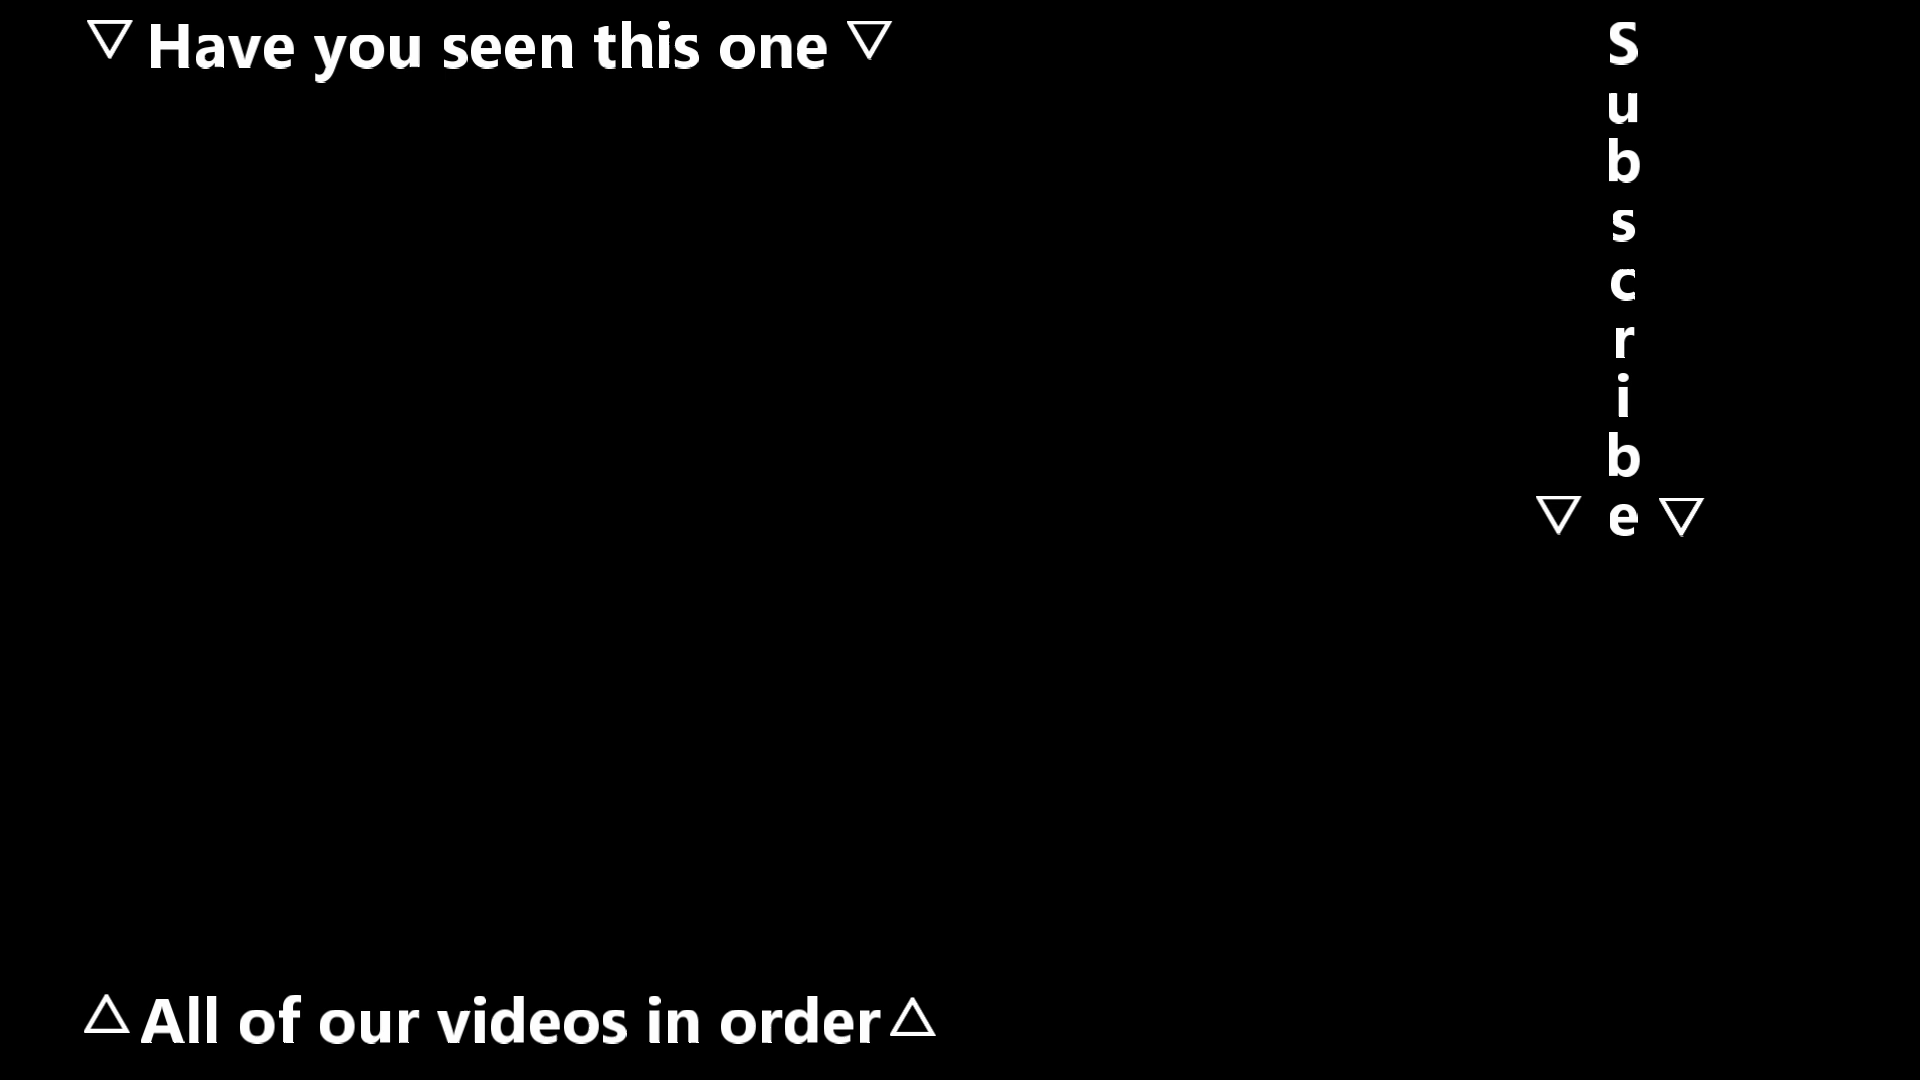 ▽ Have you seen this one ▽
S
u
b
s
c
r
i
b
▽ e ▽
△ All of our videos in order △